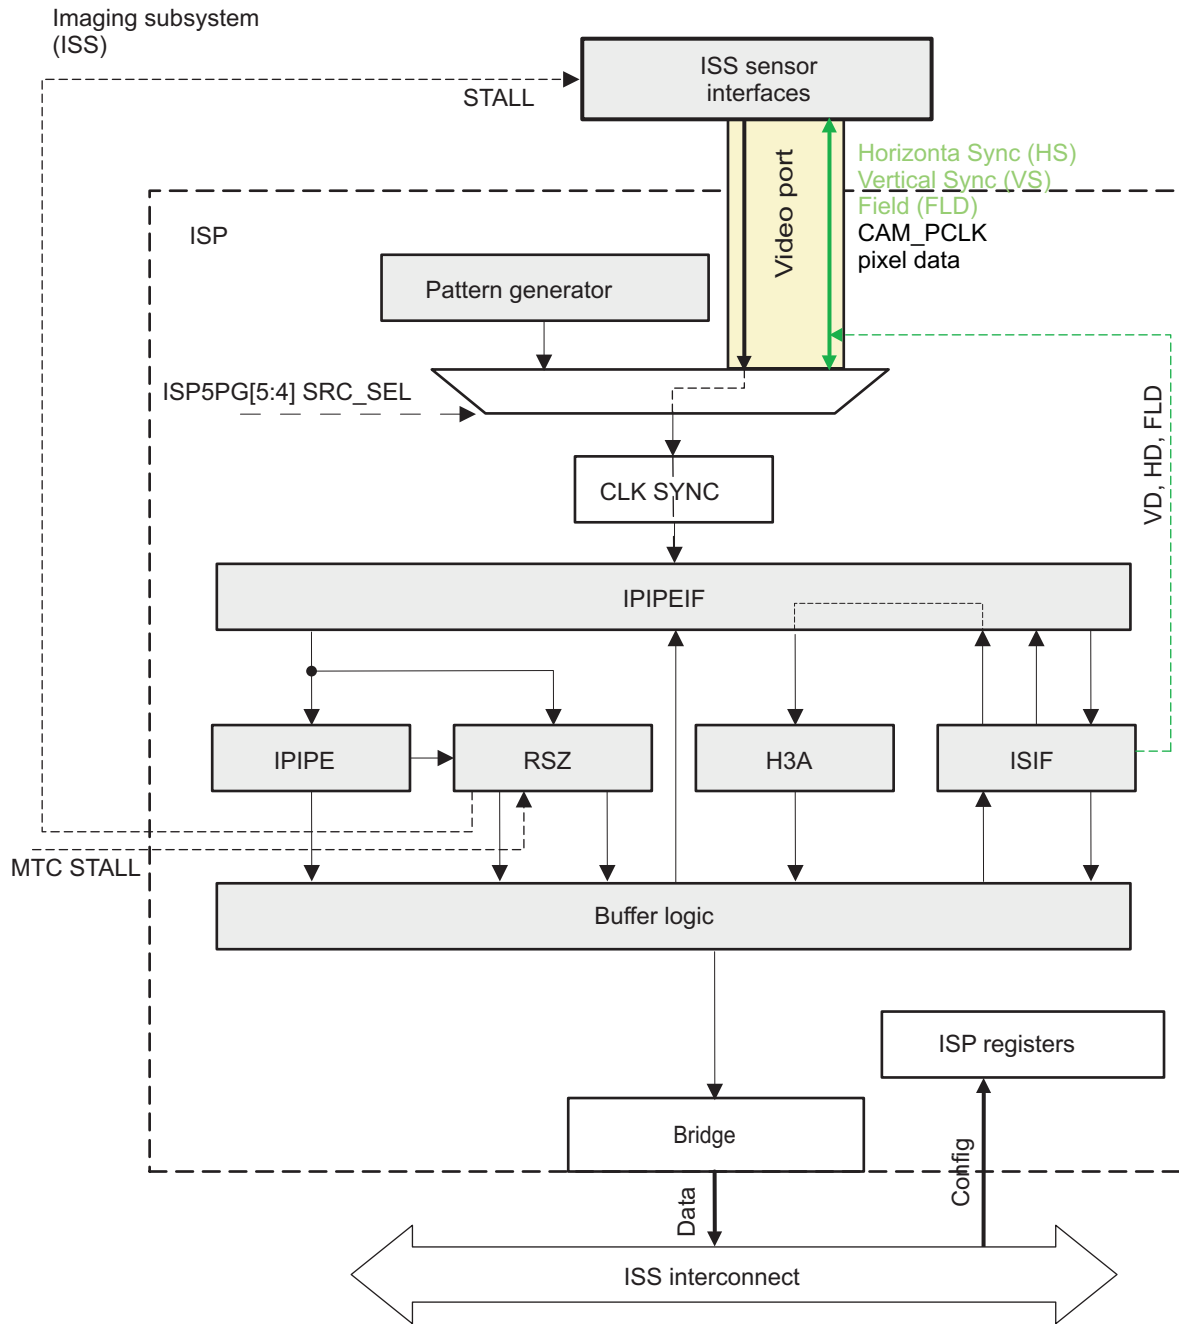 Imaging subsystem
(ISS)
ISS sensor
interfaces
STALL
Video port
Horizonta Sync (HS)
Vertical Sync (VS)
Field (FLD)
CAM_PCLK
pixel data
ISP
Pattern generator
ISP5PG[5:4] SRC_SEL
VD, HD, FLD
CLK SYNC
IPIPEIF
IPIPE
RSZ
H3A
ISIF
MTC STALL
Buffer logic
ISP registers
Bridge
Config
Data
ISS interconnect